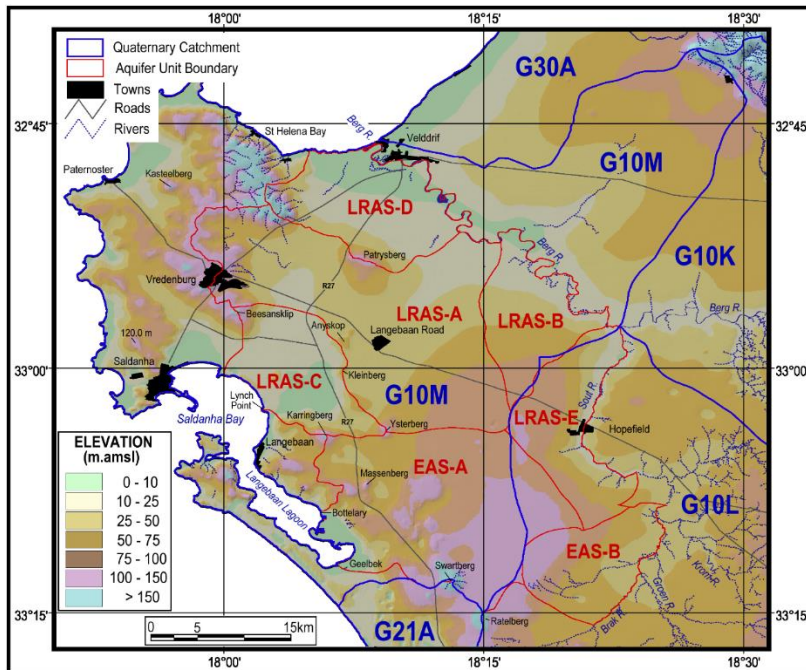 18°00'
18°15'
18°30'
Quaternary Catchment
Aquifer Unit Boundary
Towns
Roads
Rivers
G30A
32°45'
32°45'
St Helena Bay
Berg R.
Velddrif
Paternoster
Kasteelberg
G10M
LRAS-D
Patrysberg
Berg R.
G10K
Vredenburg
R27
Beesansklip
LRAS-A
LRAS-B
Berg R.
120.0 m
Anyskop
Langebaan Road
Saldanha
33°00'
33°00'
Kleinberg
LRAS-C
G10M
Lynch
Point
LRAS-E
Sout R.
Karringberg
Hopefield
Saldanha Bay
R27
Ysterberg
Langebaan
EAS-A
ELEVATION
(m.amsl)
0 - 10
10 - 25
25 - 50
50 - 75
75 - 100
100 - 150
> 150
Massenberg
Langebaan Lagoon
Bottelary
G10L
EAS-B
Geelbek
Swartberg
Groen R.
Krom R.
33°15'
33°15'
Ratelberg
Brak R.
G21A
0
5
15km
18°00'
18°15'
18°30'